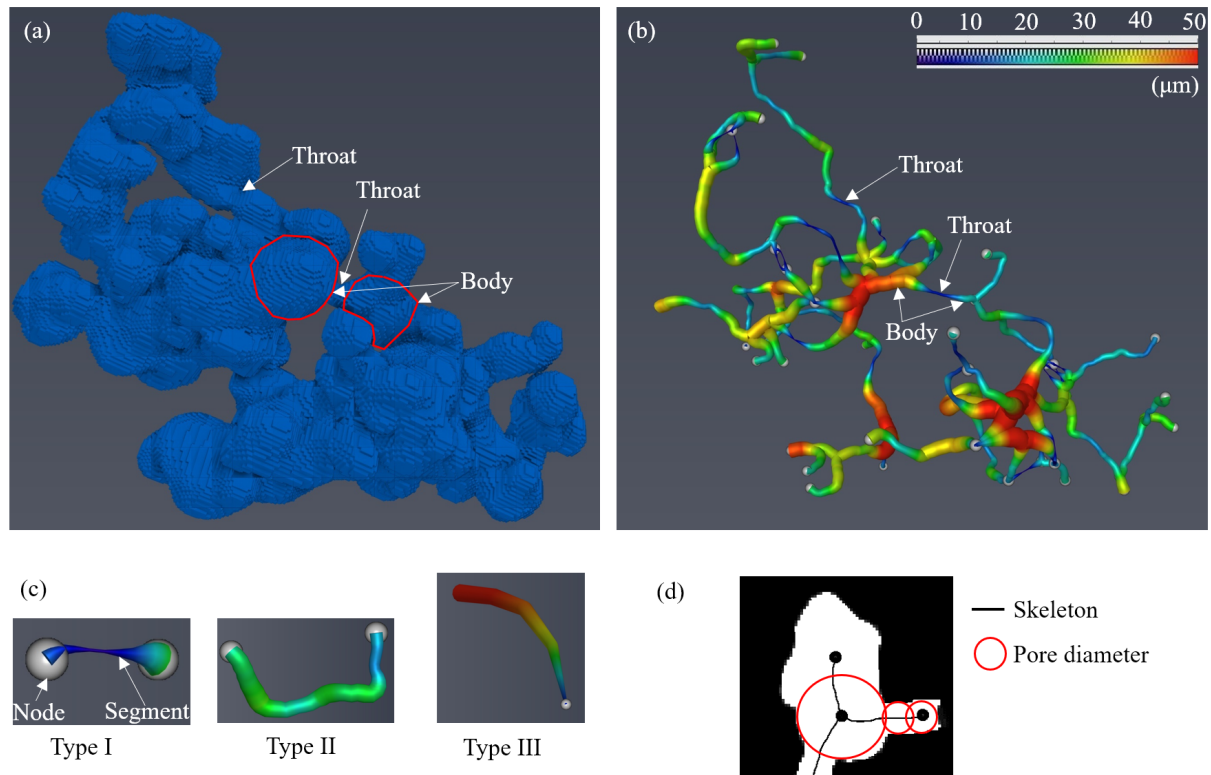 (a)
Throat
Throat
Body
(b)
0 10 20 30 40 50
(μm)
Throat
Throat
Body
(c)
Node
Segment
Type I
Type II
Type III
(d)
Skeleton
Pore diameter